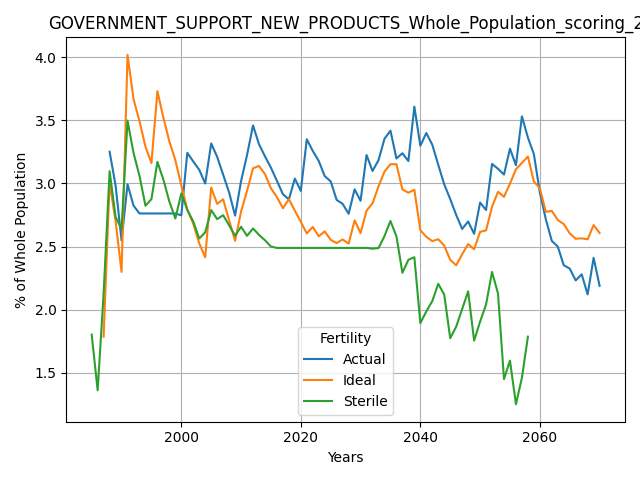 GOVERNMENT_SUPPORT_NEW_PRODUCTS_Whole_Population_scoring_2
% of Whole Population
4.0
3.5
3.0
2.5
2.0
1.5
Fertility
Actual
Ideal
Sterile
2000
2020
2040
2060
Years